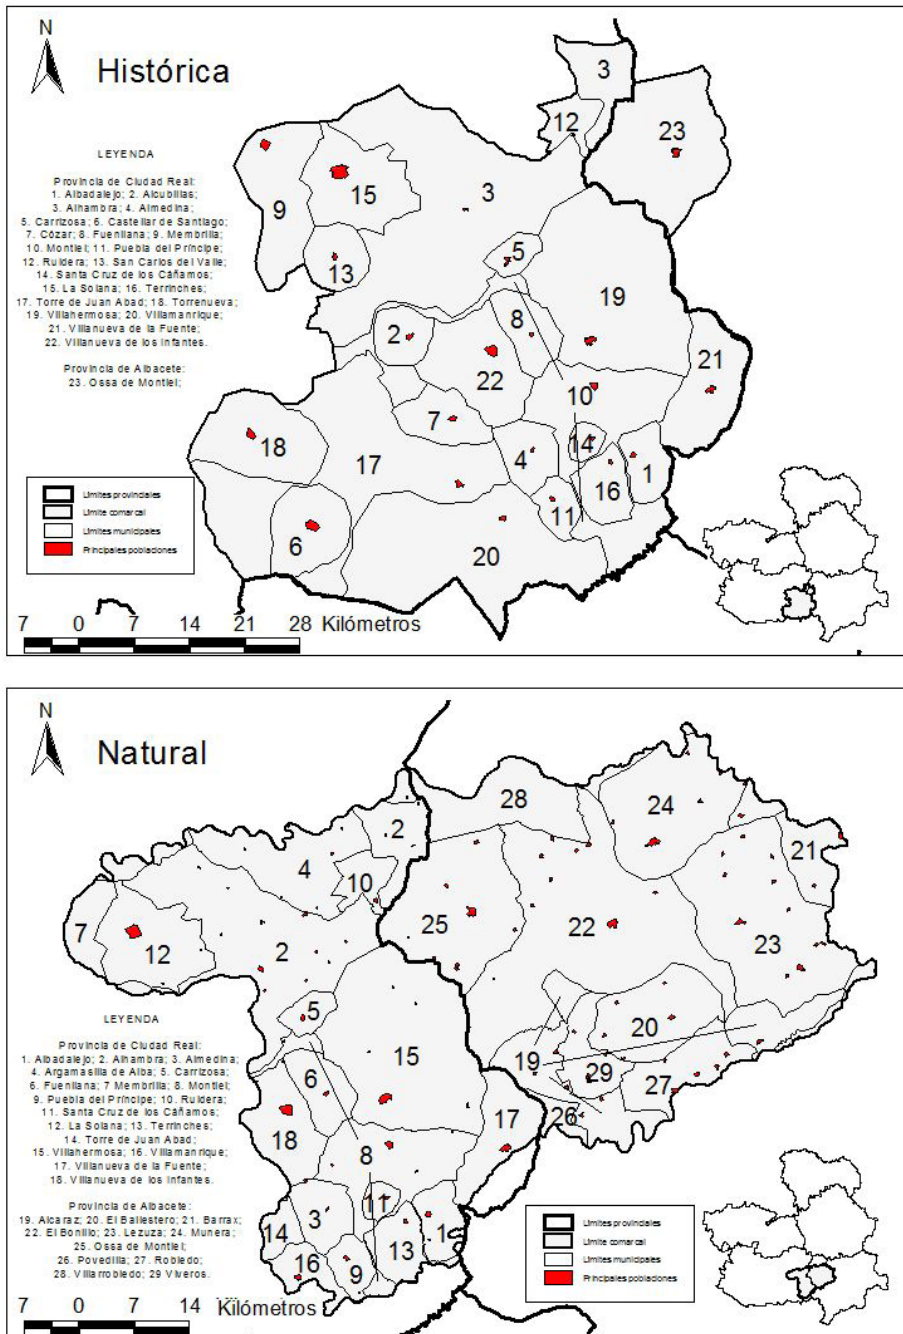 N
Histórica
LEYENDA
Provincia de Ciudad Real:
1. Albadalejo; 2. Alcubillas;
3. Alhambra; 4. Almedina;
5. Carrizosa; 6. Castellar de Santiago;
7. Cózar; 8. Fuenllana; 9. Membrilla;
10. Montiel; 11. Puebla del Príncipe;
12. Ruidera; 13. San Carlos del Valle;
14. Santa Cruz de los Cáñamos;
15. La Solana; 16. Terrinches;
17. Torre de Juan Abad; 18. Torrenueva;
19. Villahermosa; 20. Villamanrique;
21. Villanueva de la Fuente;
22. Villanueva de los Infantes.
Provincia de Albacete:
23. Ossa de Montiel;
3
12
23
9
15
3
5
13
19
2
8
22
21
10
7
18
17
4
14
1
16
11
6
20
Límites provinciales
Límite comarcal
Límites municipales
Principales poblaciones
7 0 7 14 21 28 Kilómetros
N
Natural
28
24
2
4
21
10
7
12
25
22
23
2
5
20
15
19
29
27
6
26
17
18
8
11
3
14
1
13
16
9
LEYENDA
Provincia de Ciudad Real:
1. Albadalejo; 2. Alhambra; 3. Almedina;
4. Argamasilla de Alba; 5. Carrizosa;
6. Fuenllana; 7 Membrilla; 8. Montiel;
9. Puebla del Príncipe; 10. Ruidera;
11. Santa Cruz de los Cáñamos;
12. La Solana; 13. Terrinches;
14. Torre de Juan Abad;
15. Villahermosa; 16. Villamanrique;
17. Villanueva de la Fuente;
18. Villanueva de los Infantes.
Provincia de Albacete:
19. Alcaraz; 20. El Ballestero; 21. Barrax;
22. El Bonillo; 23. Lezuza; 24. Munera;
25. Ossa de Montiel;
26. Povedilla; 27. Robledo;
28. Villarrobledo; 29 Viveros.
Límites provinciales
Límite comarcal
Límites municipales
Principales poblaciones
7 0 7 14 Kilómetros